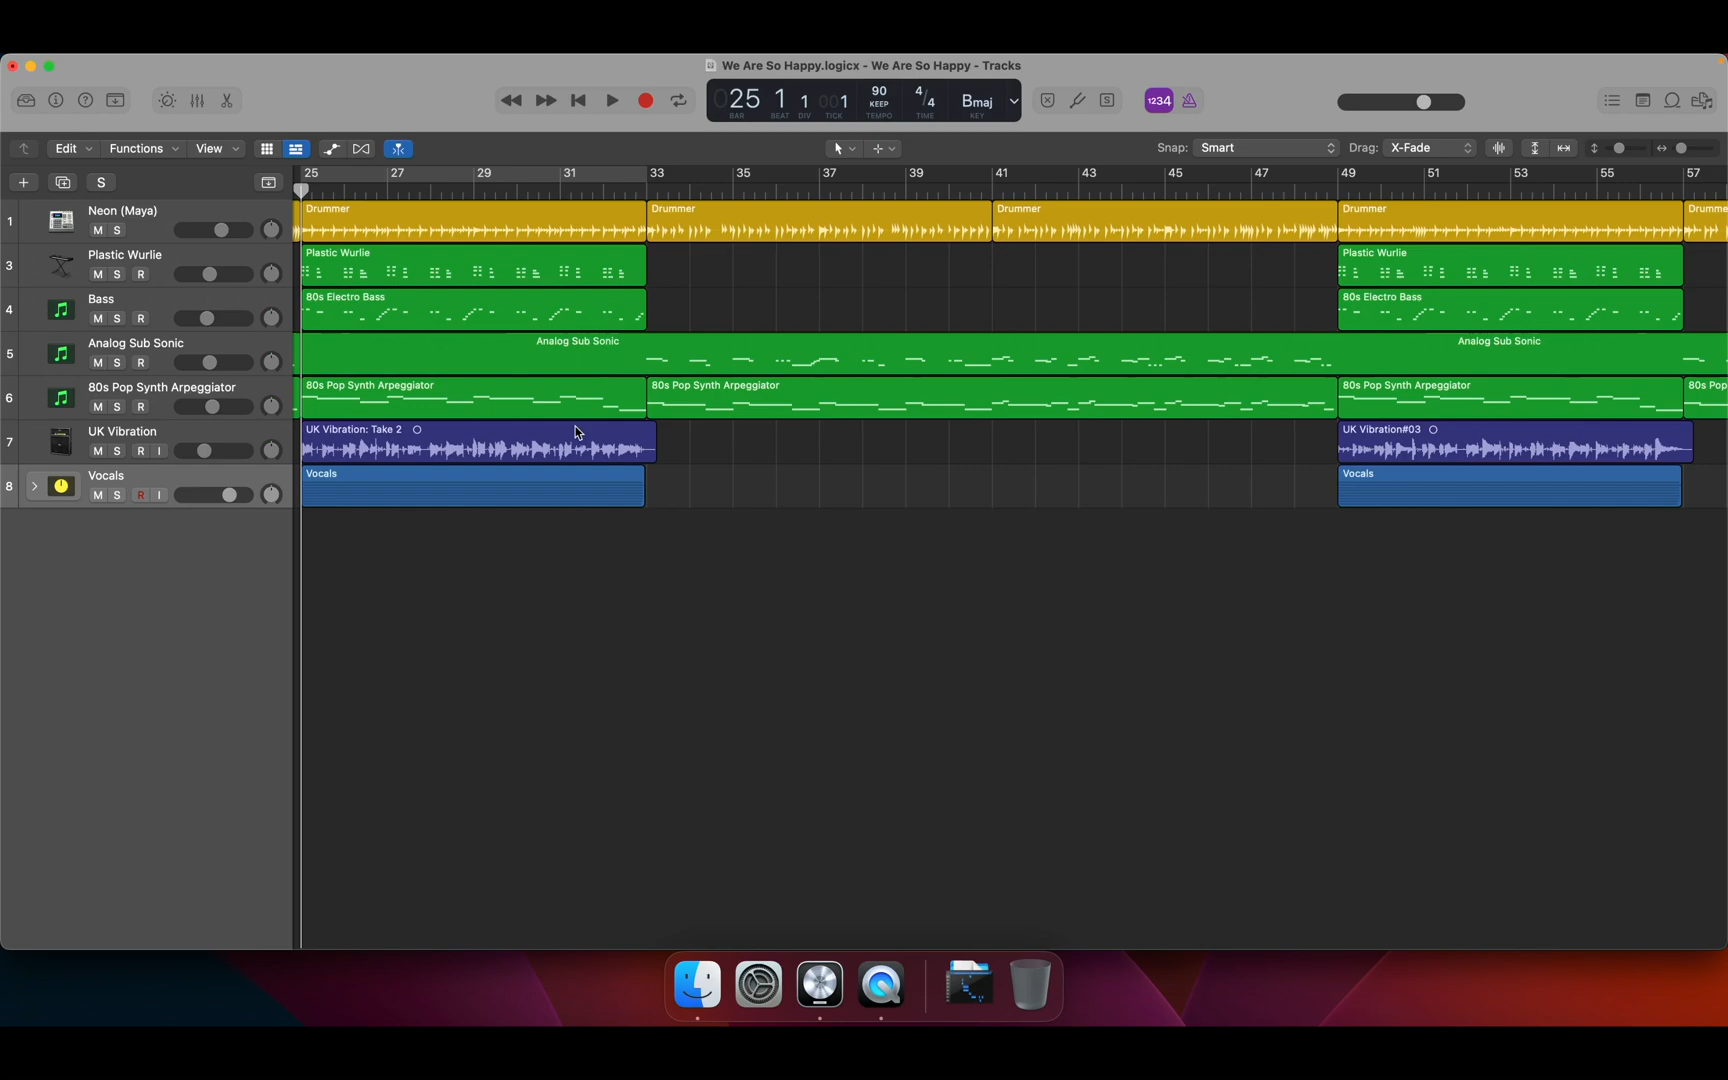 We Are So Happy.logicx - We Are So Happy - Tracks
025 1 1 001 90 KEEP 4/4 Bmaj
BAR BEAT DIV TICK TEMPO TIME KEY
S 1234
Edit Functions View Snap: Smart Drag: X-Fade
S 25 27 29 31 33 35 37 39 41 43 45 47 49 51 53 55 57
1 Neon (Maya) M S
Drummer Drummer Drummer Drummer Drumme
3 Plastic Wurlie M S R
Plastic Wurlie Plastic Wurlie
4 Bass M S R
80s Electro Bass 80s Electro Bass
5 Analog Sub Sonic M S R
Analog Sub Sonic Analog Sub Sonic
6 80s Pop Synth Arpeggiator M S R
80s Pop Synth Arpeggiator 80s Pop Synth Arpeggiator 80s Pop Synth Arpeggiator 80s Pop
7 UK Vibration M S R I
UK Vibration: Take 2 UK Vibration#03
8 Vocals M S R I
Vocals Vocals